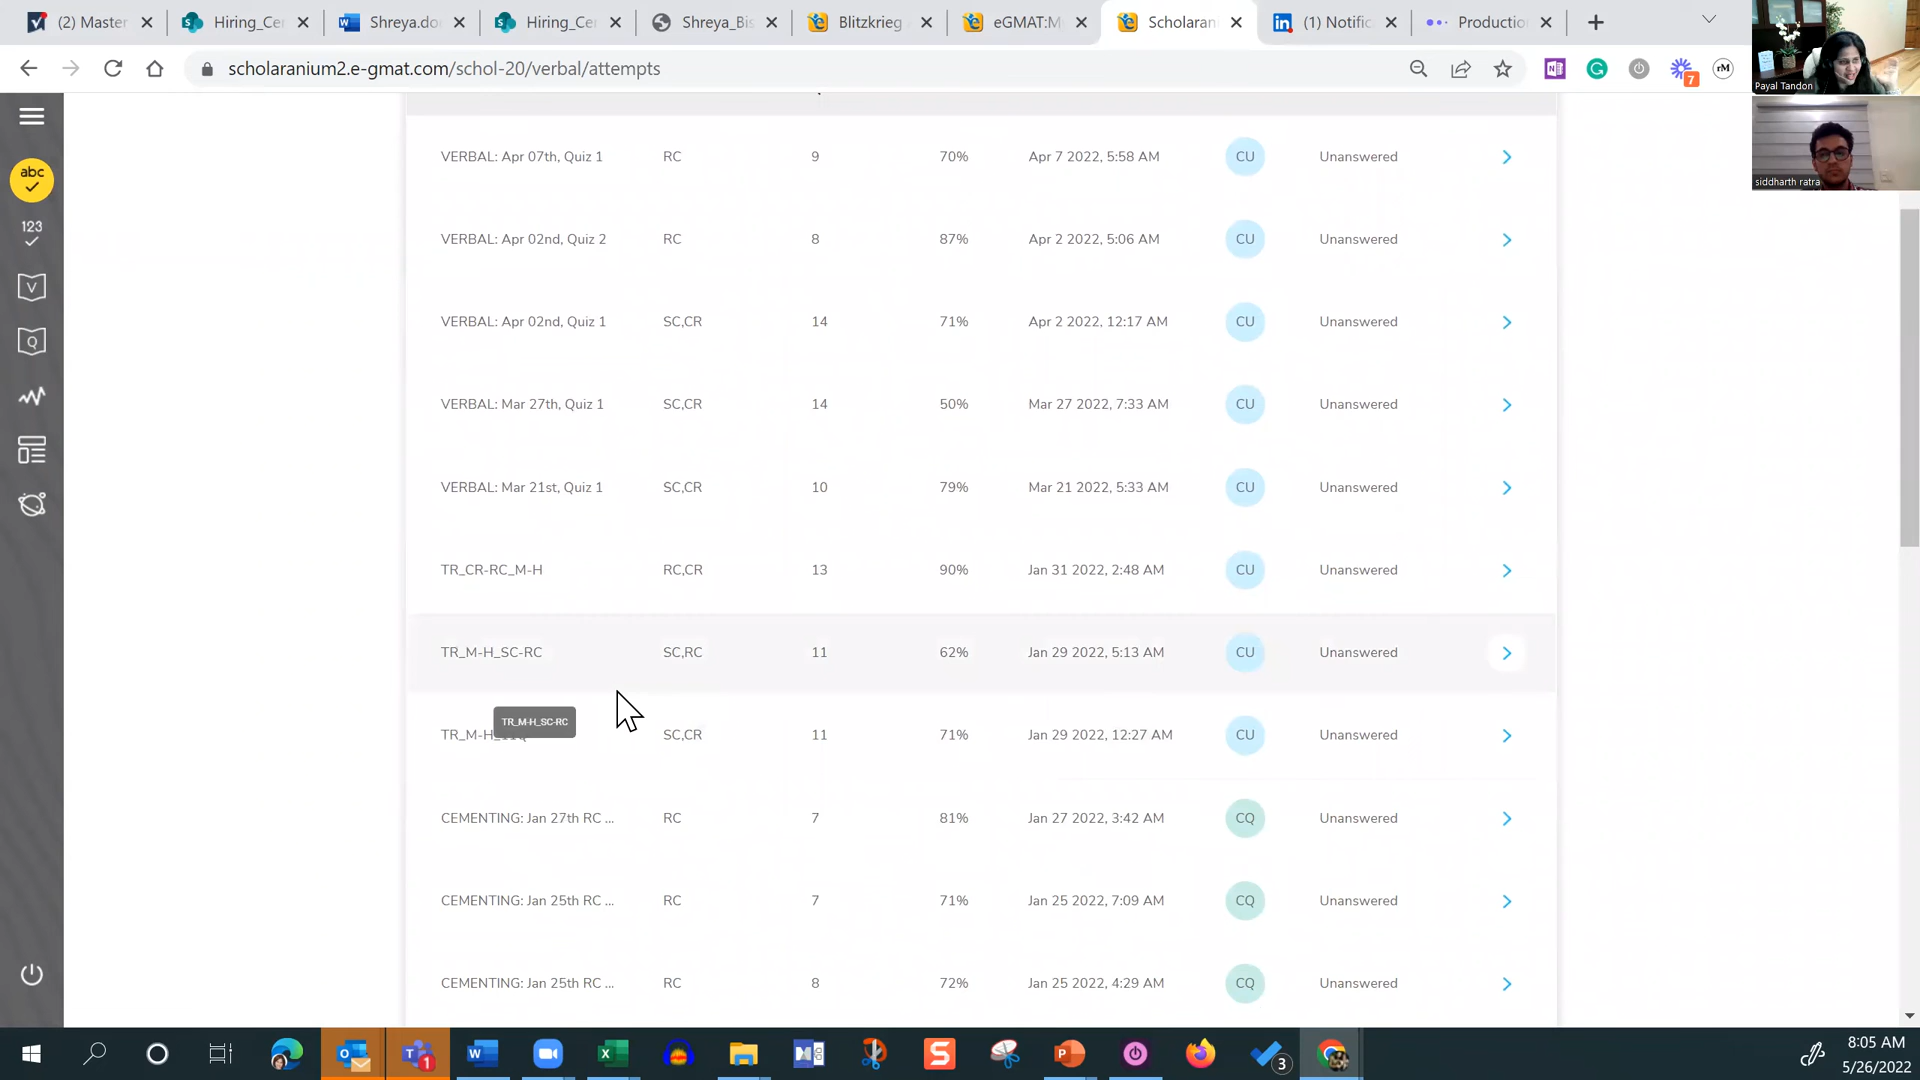 (2) Master
Hiring_Ce
Shreya.do
Hiring_Ce
Shreya_Bis
Blitzkrieg
eGMAT:M
Scholaran
(1) Notific
Productio
scholaranium2.e-gmat.com/schol-20/verbal/attempts
7
rM
Payal Tandon
siddharth ratra
abc
123
V
Q
VERBAL: Apr 07th, Quiz 1 RC 9 70% Apr 7 2022, 5:58 AM CU Unanswered
VERBAL: Apr 02nd, Quiz 2 RC 8 87% Apr 2 2022, 5:06 AM CU Unanswered
VERBAL: Apr 02nd, Quiz 1 SC,CR 14 71% Apr 2 2022, 12:17 AM CU Unanswered
VERBAL: Mar 27th, Quiz 1 SC,CR 14 50% Mar 27 2022, 7:33 AM CU Unanswered
VERBAL: Mar 21st, Quiz 1 SC,CR 10 79% Mar 21 2022, 5:33 AM CU Unanswered
TR_CR-RC_M-H RC,CR 13 90% Jan 31 2022, 2:48 AM CU Unanswered
TR_M-H_SC-RC SC,RC 11 62% Jan 29 2022, 5:13 AM CU Unanswered
TR_M-H_SC-RC
TR_M-H SC,CR 11 71% Jan 29 2022, 12:27 AM CU Unanswered
CEMENTING: Jan 27th RC ... RC 7 81% Jan 27 2022, 3:42 AM CQ Unanswered
CEMENTING: Jan 25th RC ... RC 7 71% Jan 25 2022, 7:09 AM CQ Unanswered
CEMENTING: Jan 25th RC ... RC 8 72% Jan 25 2022, 4:29 AM CQ Unanswered
1
3
8:05 AM
5/26/2022